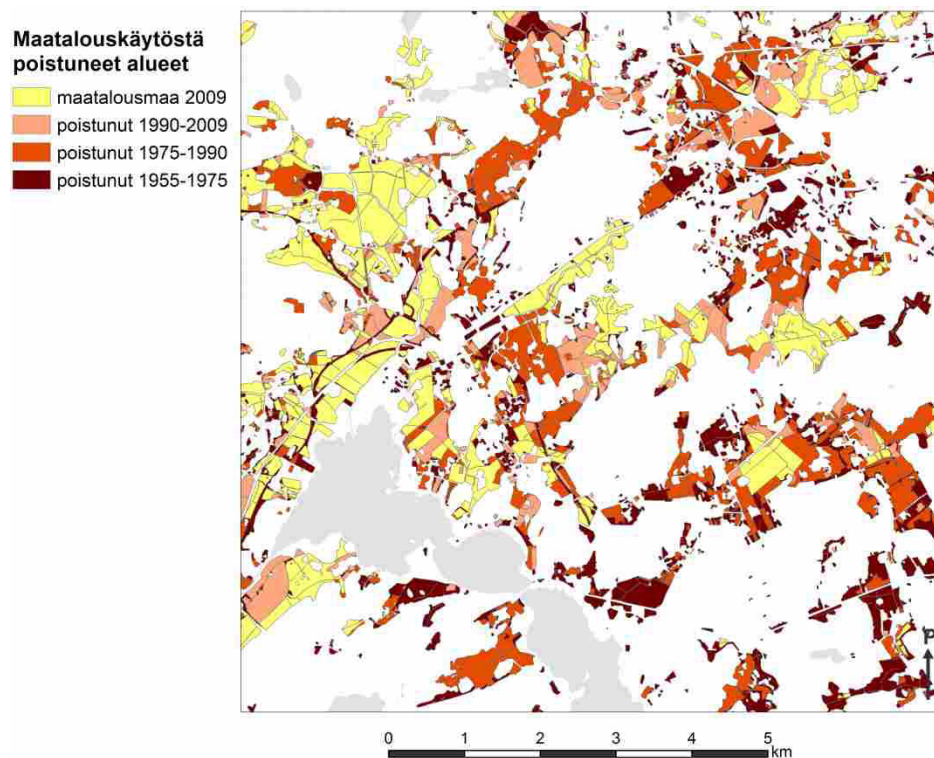 Maatalouskäytöstä
poistuneet alueet
maatalousmaa 2009
poistunut 1990-2009
poistunut 1975-1990
poistunut 1955-1975
P
0 1 2 3 4 5
km